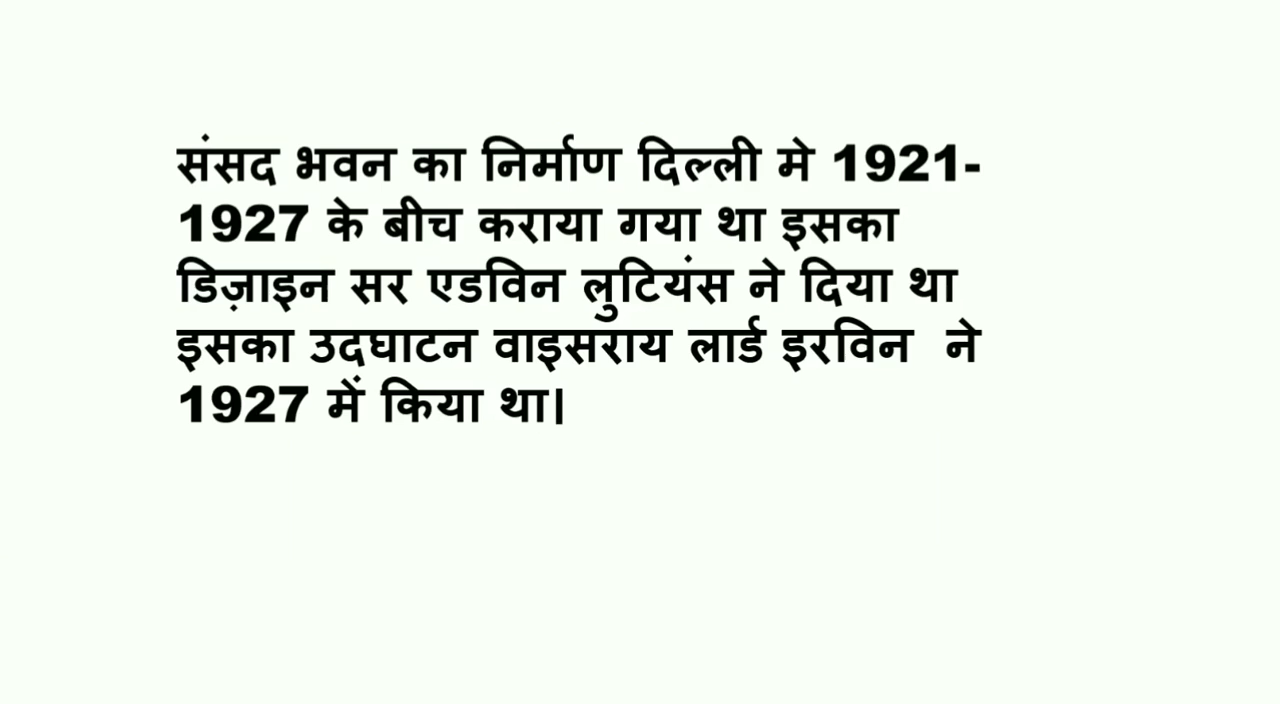 संसद भवन का निर्माण दिल्ली मे 1921-
1927 के बीच कराया गया था इसका
डिज़ाइन सर एडविन लुटियंस ने दिया था
इसका उदघाटन वाइसराय लार्ड इरविन  ने
1927 में किया था।